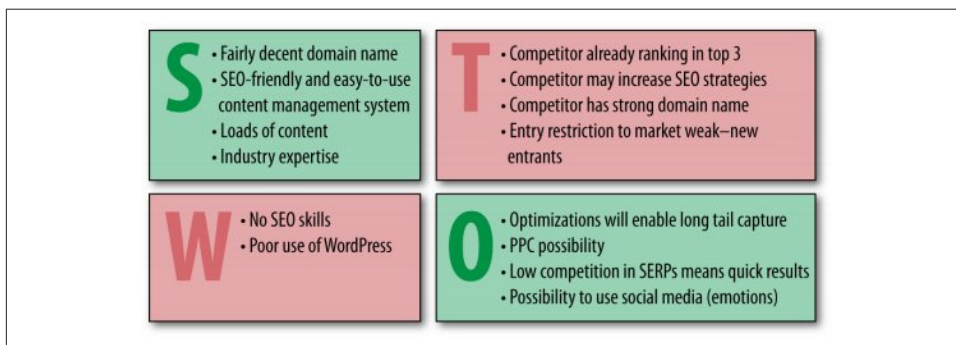 S
• Fairly decent domain name
• SEO-friendly and easy-to-use
content management system
• Loads of content
• Industry expertise
T
• Competitor already ranking in top 3
• Competitor may increase SEO strategies
• Competitor has strong domain name
• Entry restriction to market weak–new
entrants
W
• No SEO skills
• Poor use of WordPress
O
• Optimizations will enable long tail capture
• PPC possibility
• Low competition in SERPs means quick results
• Possibility to use social media (emotions)